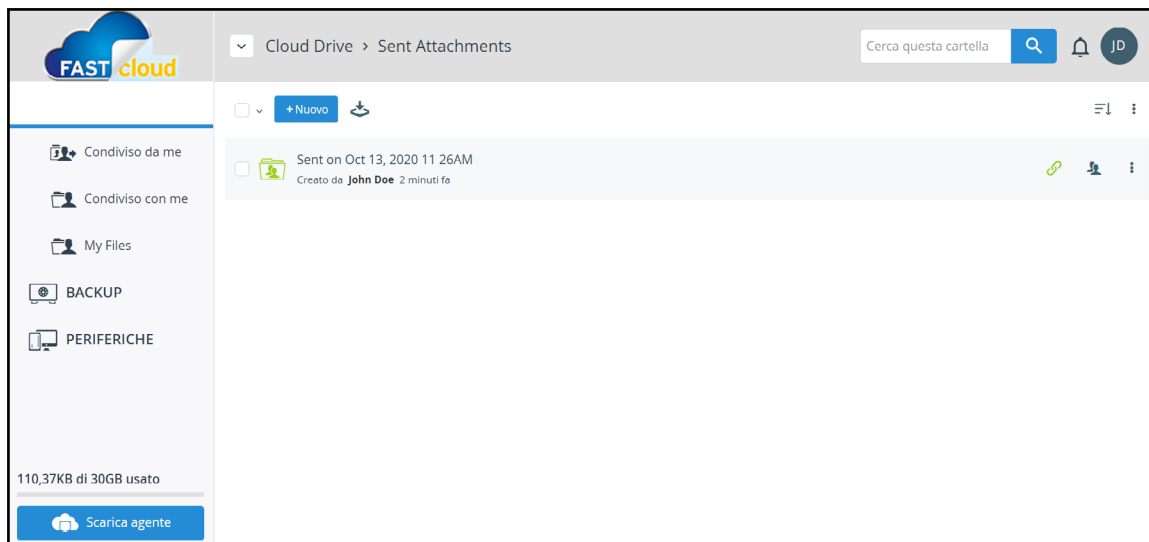 FAST cloud
Cloud Drive > Sent Attachments
Cerca questa cartella
JD
+Nuovo
Condiviso da me
Sent on Oct 13, 2020 11 26AM
Creato da John Doe 2 minuti fa
Condiviso con me
My Files
BACKUP
PERIFERICHE
110,37KB di 30GB usato
Scarica agente